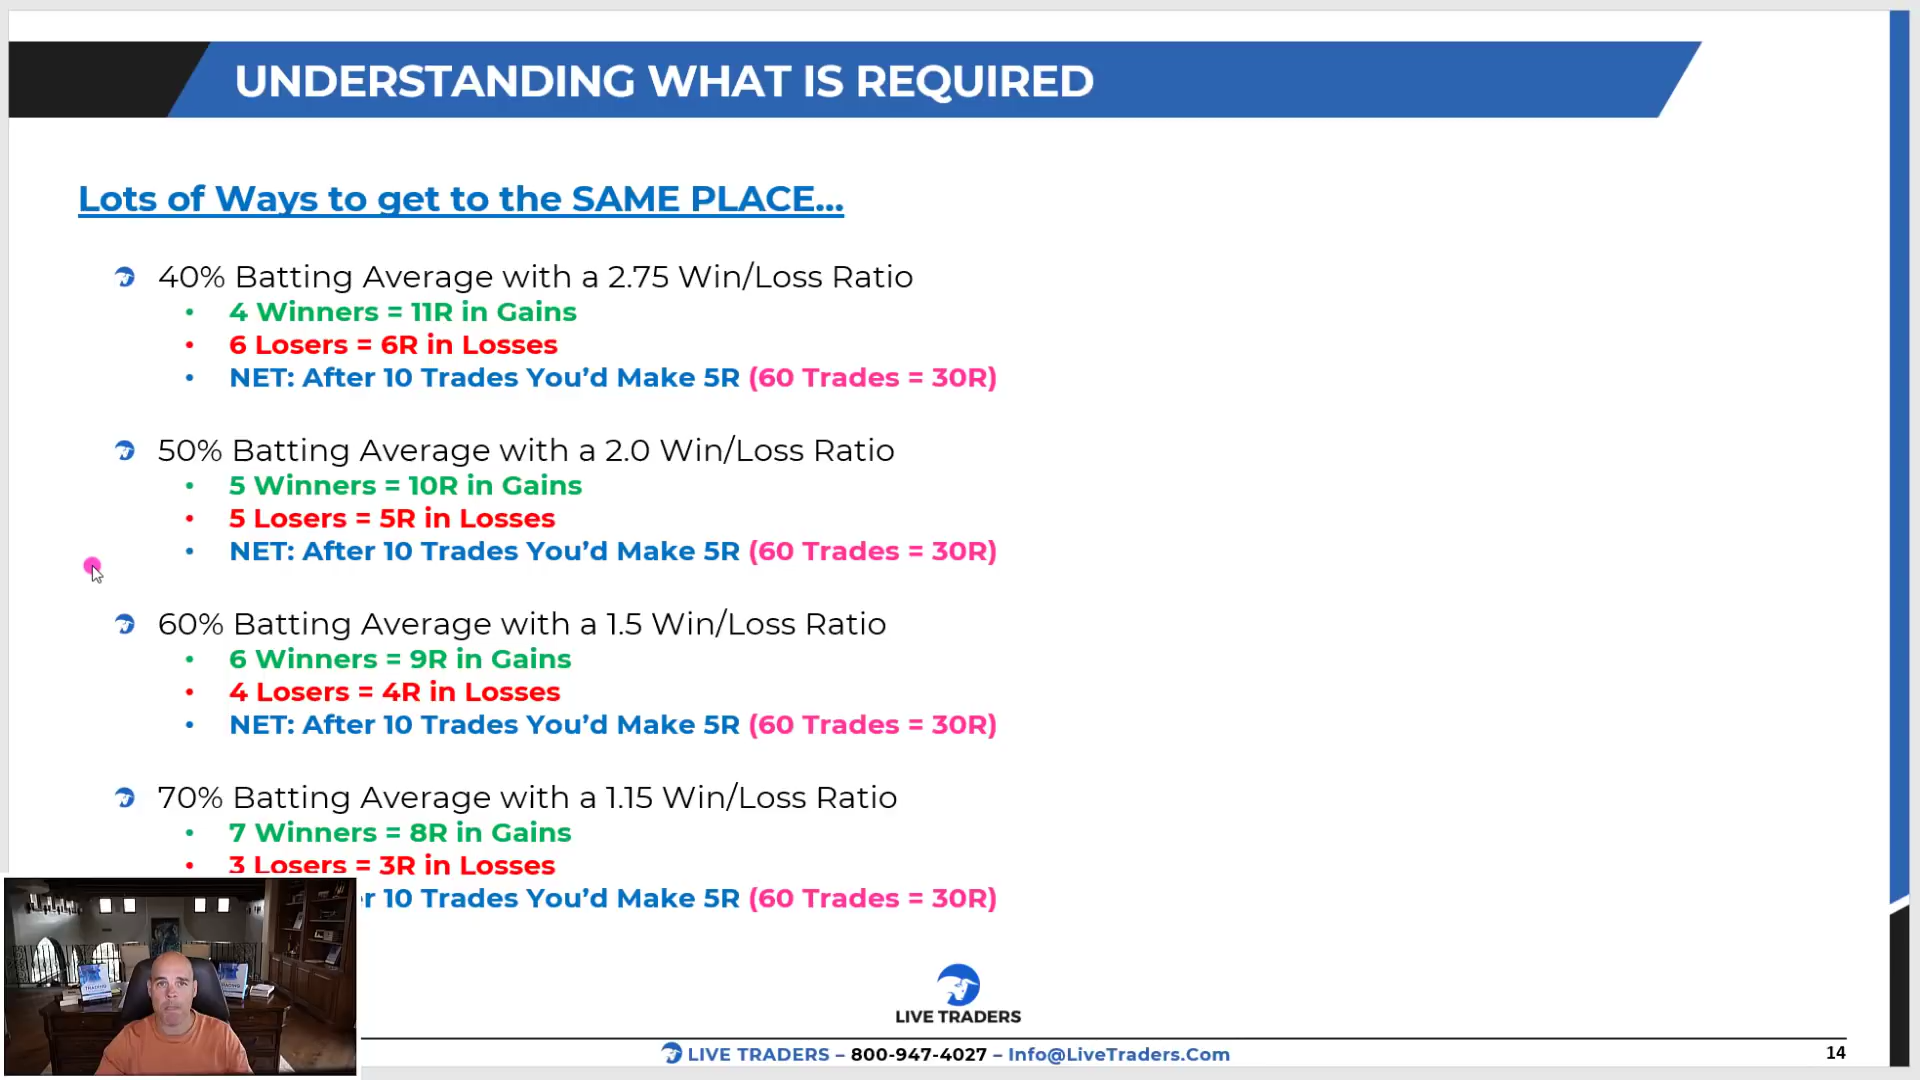 UNDERSTANDING WHAT IS REQUIRED
Lots of Ways to get to the SAME PLACE...
40% Batting Average with a 2.75 Win/Loss Ratio
• 4 Winners = 11R in Gains
• 6 Losers = 6R in Losses
• NET: After 10 Trades You'd Make 5R (60 Trades = 30R)
50% Batting Average with a 2.0 Win/Loss Ratio
• 5 Winners = 10R in Gains
• 5 Losers = 5R in Losses
• NET: After 10 Trades You'd Make 5R (60 Trades = 30R)
60% Batting Average with a 1.5 Win/Loss Ratio
• 6 Winners = 9R in Gains
• 4 Losers = 4R in Losses
• NET: After 10 Trades You'd Make 5R (60 Trades = 30R)
70% Batting Average with a 1.15 Win/Loss Ratio
• 7 Winners = 8R in Gains
• 3 Losers = 3R in Losses
10 Trades You'd Make 5R (60 Trades = 30R)
LIVE TRADERS
LIVE TRADERS – 800-947-4027 – Info@LiveTraders.Com
14